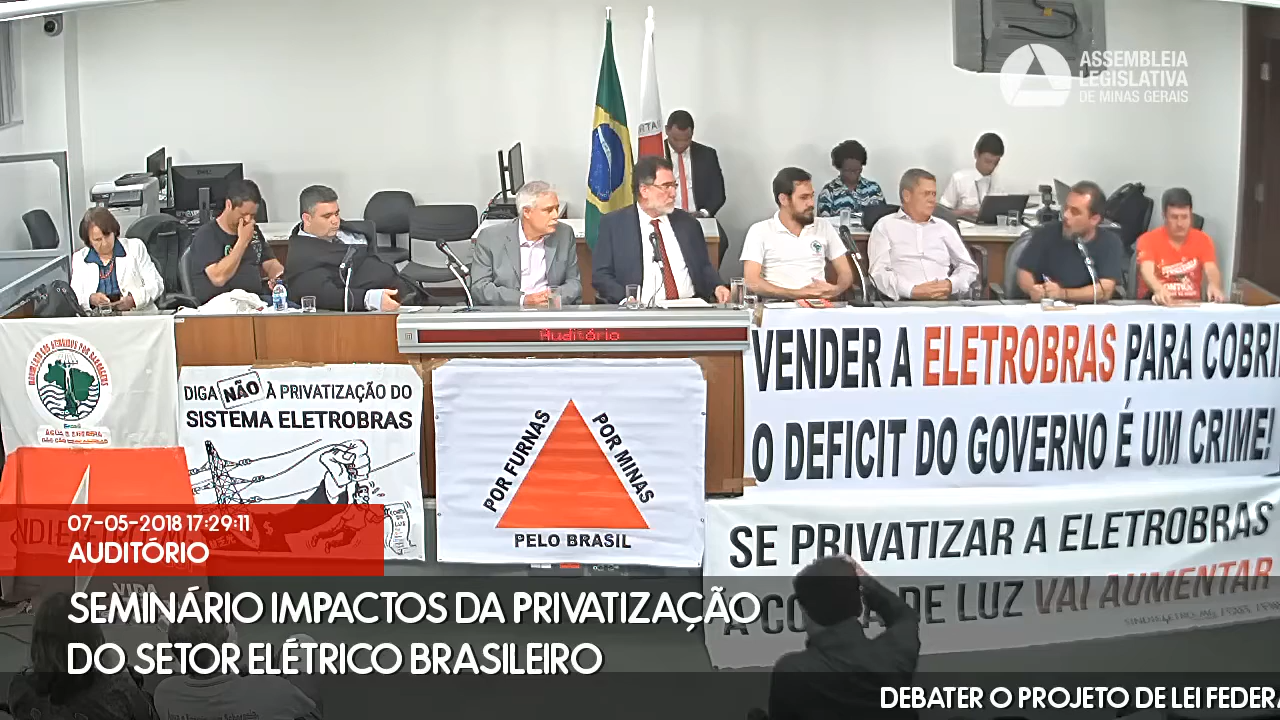 ASSEMBLEIA
LEGISLATIVA
DE MINAS GERAIS
Auditório
VENDER A ELETROBRAS PARA COBRI
O DEFICIT DO GOVERNO É UM CRIME!
DIGA NÃO À PRIVATIZAÇÃO DO
SISTEMA ELETROBRAS
POR FURNAS
POR MINAS
PELO BRASIL
SE PRIVATIZAR A ELETROBRAS
A CONTA DE LUZ VAI AUMENTAR
07-05-2018 17:29:11
AUDITÓRIO
SEMINÁRIO IMPACTOS DA PRIVATIZAÇÃO
DO SETOR ELÉTRICO BRASILEIRO
DEBATER O PROJETO DE LEI FEDERA